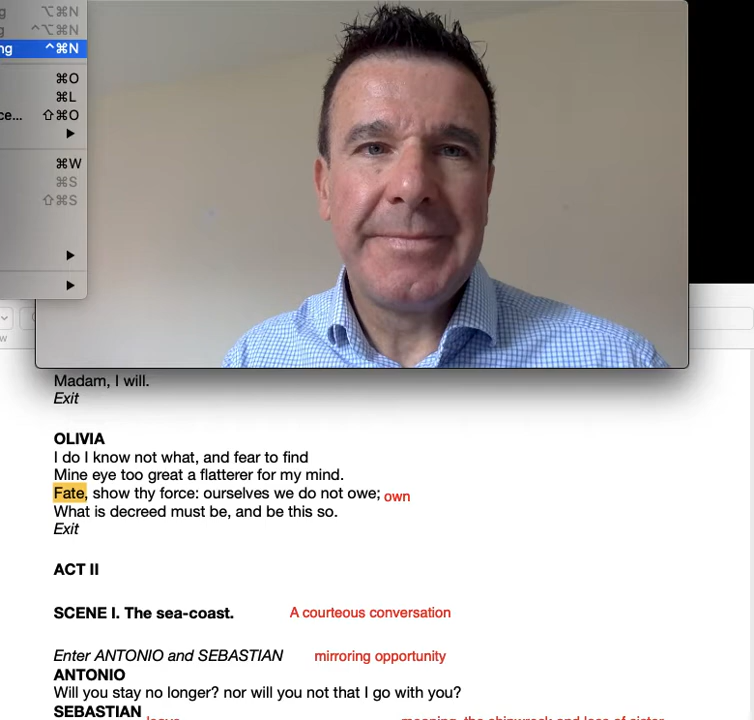 ⌥⌘N
^⌥⌘N
^⌘N
⌘O
⌘L
ce... ⇧⌘O
⌘W
⌘S
⇧⌘S
Madam, I will.
Exit
OLIVIA
I do I know not what, and fear to find
Mine eye too great a flatterer for my mind.
Fate, show thy force: ourselves we do not owe; own
What is decreed must be, and be this so.
Exit
ACT II
SCENE I. The sea-coast. A courteous conversation
Enter ANTONIO and SEBASTIAN mirroring opportunity
ANTONIO
Will you stay no longer? nor will you not that I go with you?
SEBASTIAN